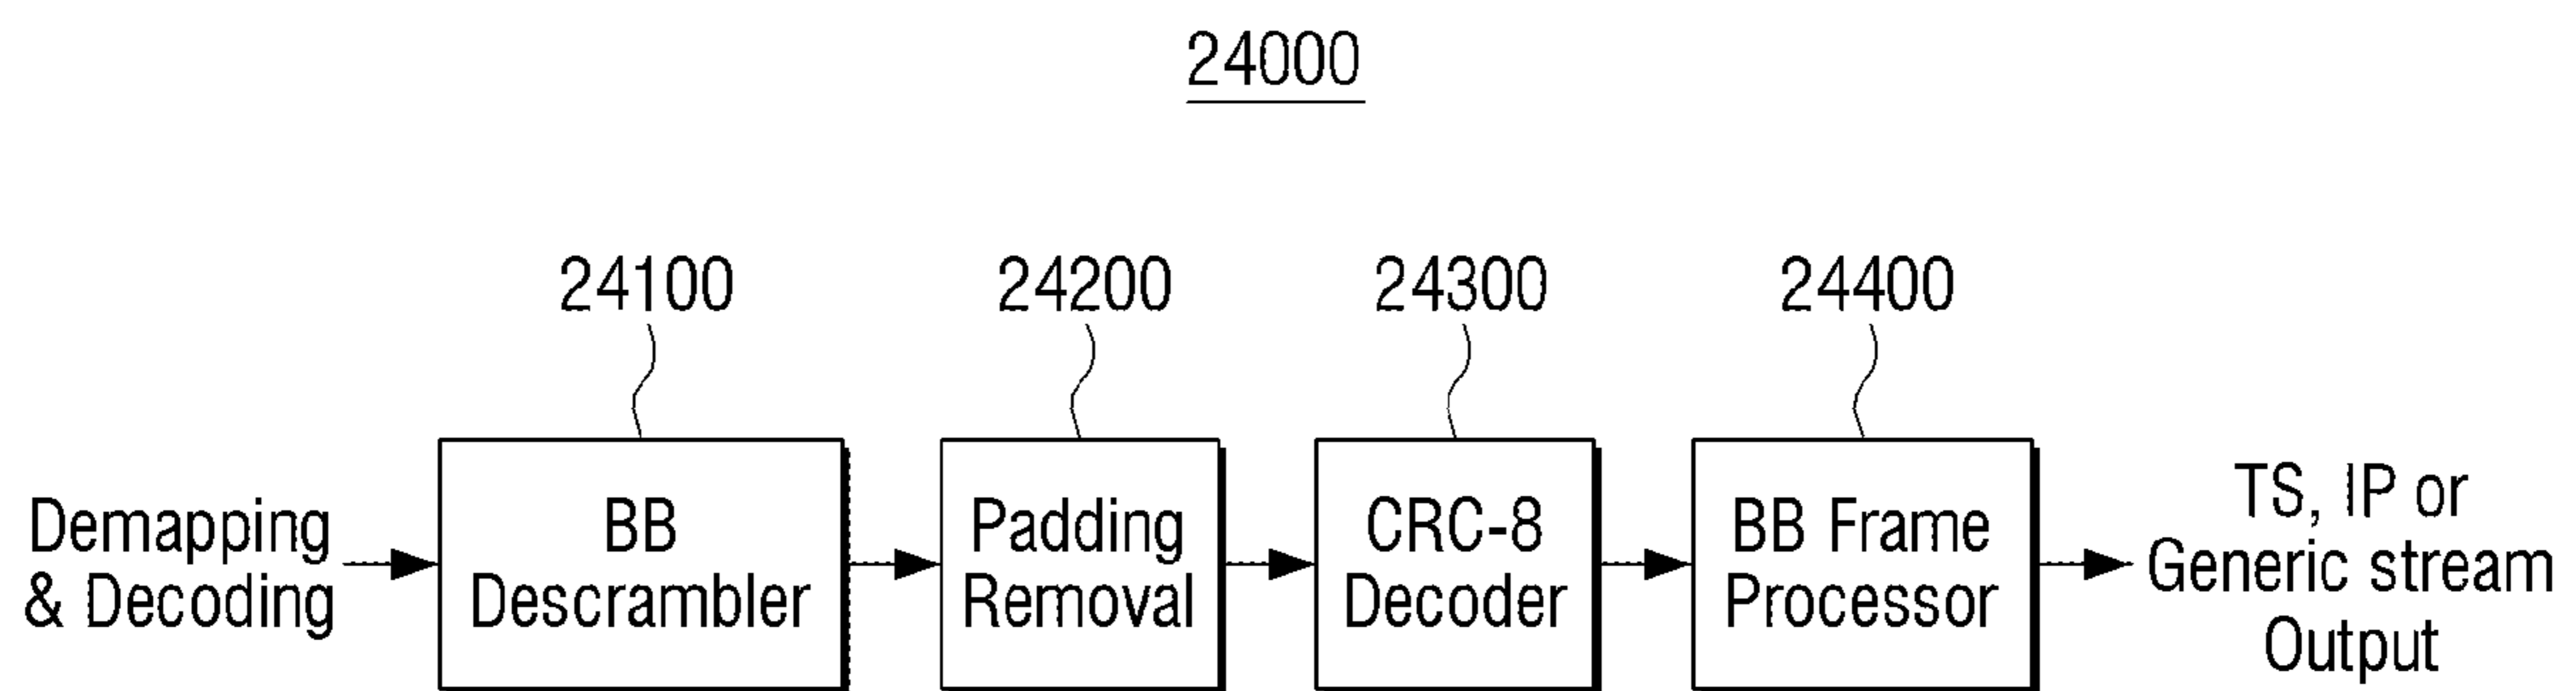 24000
24100
24200
24300
24400
Demapping
& Decoding
BB
Descrambler
Padding
Removal
CRC-8
Decoder
BB Frame
Processor
TS, IP or
Generic stream
Output